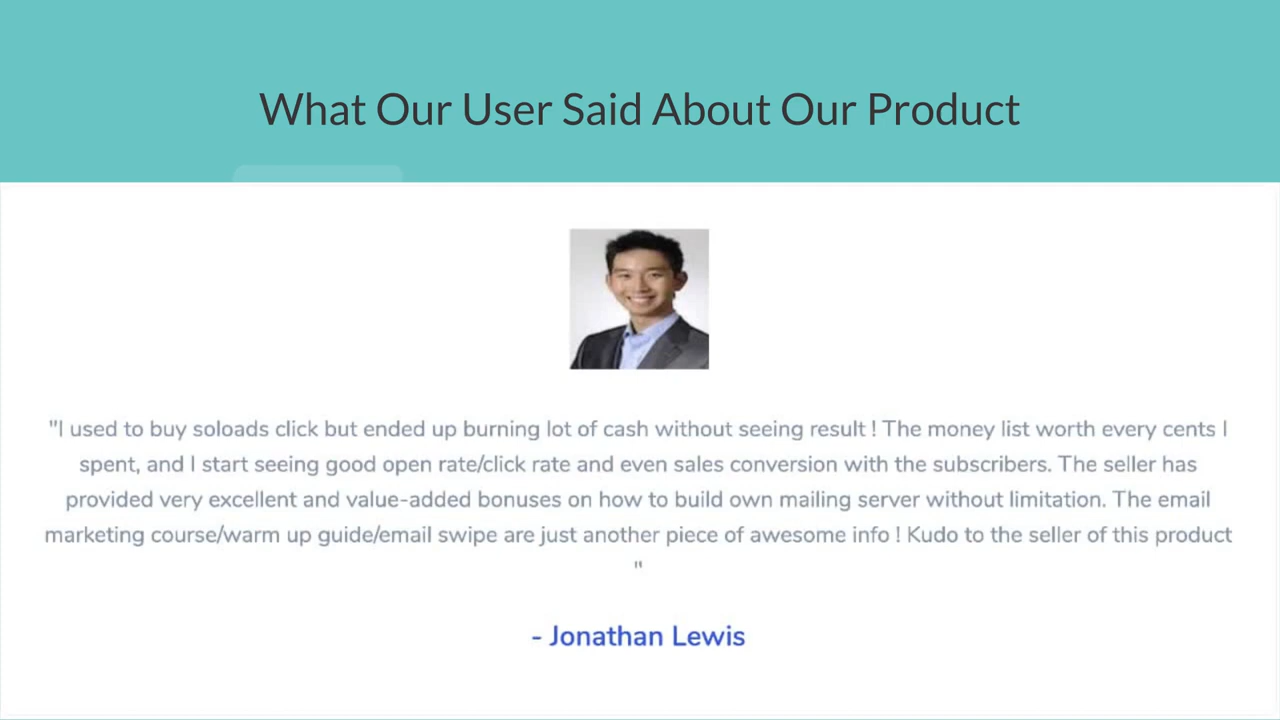 What Our User Said About Our Product
"I used to buy soloads click but ended up burning lot of cash without seeing result ! The money list worth every cents I
spent, and I start seeing good open rate/click rate and even sales conversion with the subscribers. The seller has
provided very excellent and value-added bonuses on how to build own mailing server without limitation. The email
marketing course/warm up guide/email swipe are just another piece of awesome info ! Kudo to the seller of this product
"
- Jonathan Lewis